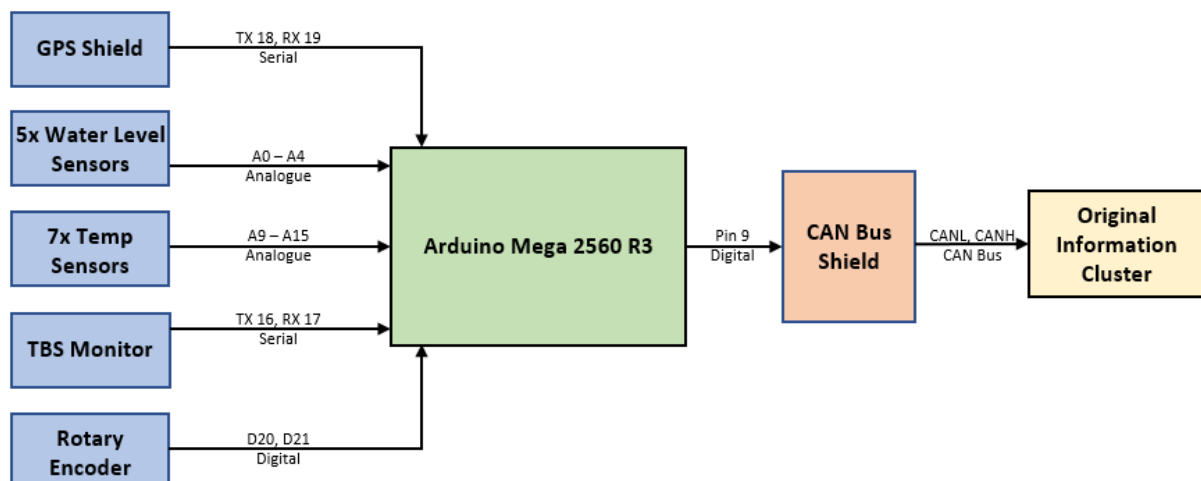 GPS Shield
TX 18, RX 19
Serial
5x Water Level
Sensors
A0 – A4
Analogue
7x Temp
Sensors
A9 – A15
Analogue
TBS Monitor
TX 16, RX 17
Serial
Rotary
Encoder
D20, D21
Digital
Arduino Mega 2560 R3
Pin 9
Digital
CAN Bus
Shield
CANL, CANH
CAN Bus
Original
Information
Cluster